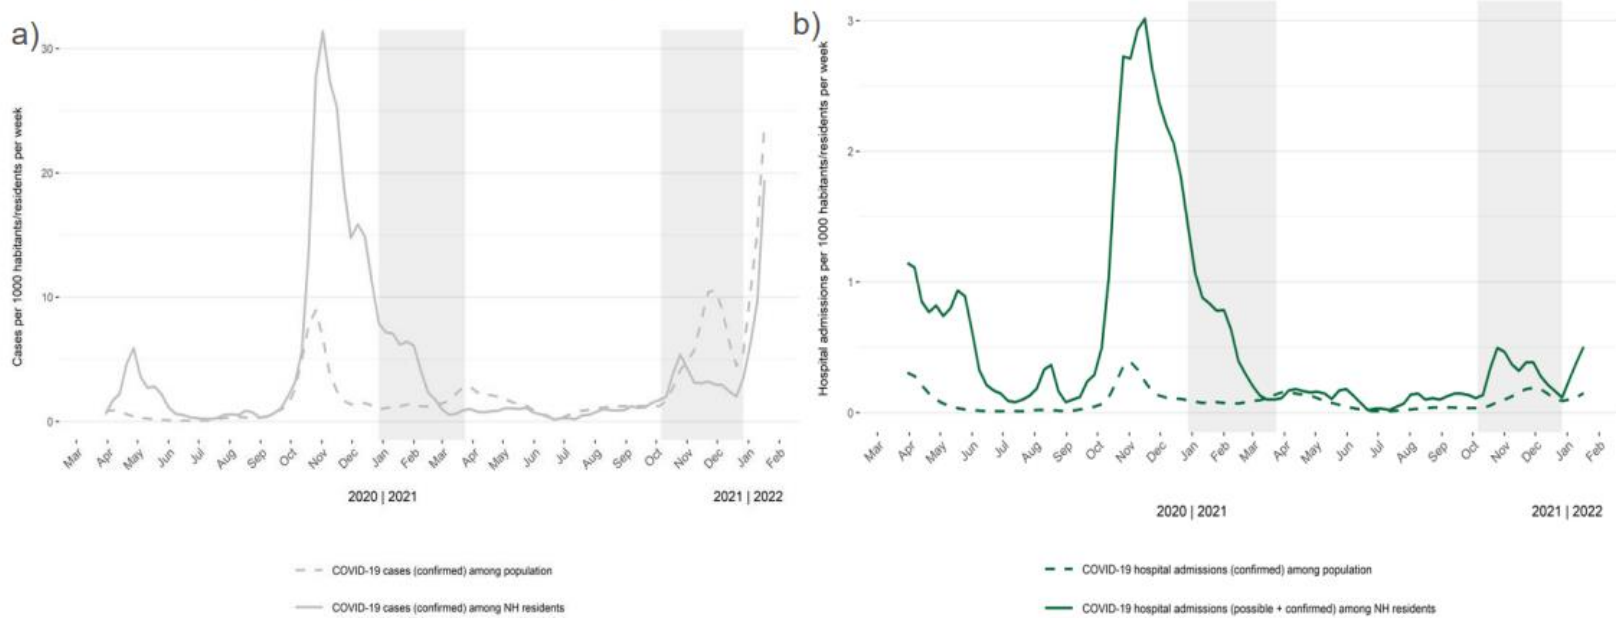 a)
Cases per 1000 habitants/residents per week
30
20
10
0
Mar Apr May Jun Jul Aug Sep Oct Nov Dec Jan Feb Mar Apr May Jun Jul Aug Sep Oct Nov Dec Jan Feb
2020 | 2021
2021 | 2022
COVID-19 cases (confirmed) among population
COVID-19 cases (confirmed) among NH residents
b)
Hospital admissions per 1000 habitants/residents per week
3
2
1
0
Mar Apr May Jun Jul Aug Sep Oct Nov Dec Jan Feb Mar Apr May Jun Jul Aug Sep Oct Nov Dec Jan Feb
2020 | 2021
2021 | 2022
COVID-19 hospital admissions (confirmed) among population
COVID-19 hospital admissions (possible + confirmed) among NH residents